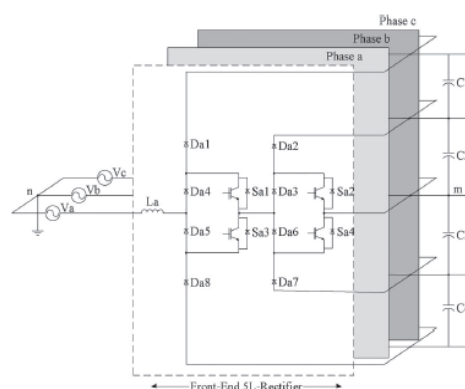 Phase c
Phase b
Phase a
Da1
Da2
Vc
n
Vb
Va
La
Da4
Sa1
Da3
Sa2
m
Da5
Sa3
Da6
Sa4
Da8
Da7
Front-End 5L-Rectifier